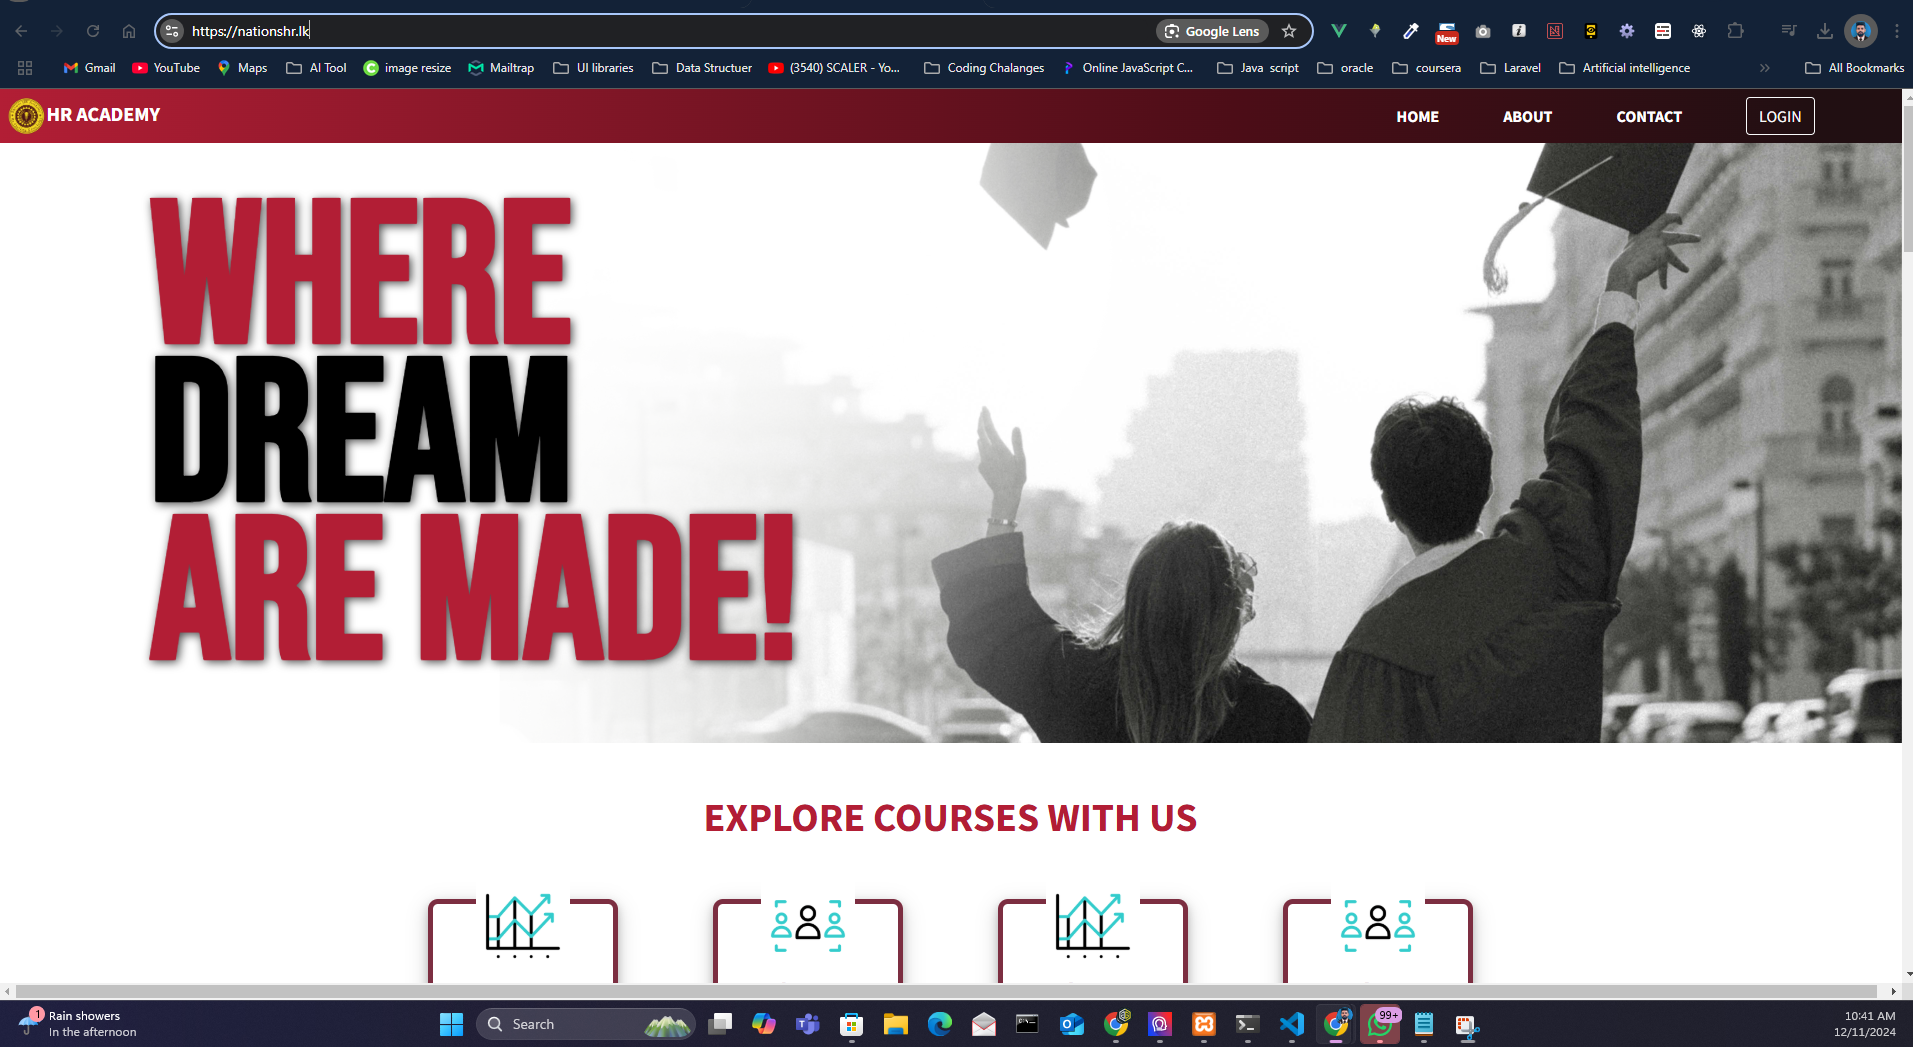 https://nationshr.lk
Google Lens
New
Gmail
YouTube
Maps
AI Tool
image resize
Mailtrap
UI libraries
Data Structuer
(3540) SCALER - Yo...
Coding Chalanges
Online JavaScript C...
Java script
oracle
coursera
Laravel
Artificial intelligence
All Bookmarks
HR ACADEMY
HOME
ABOUT
CONTACT
LOGIN
WHERE
DREAM
ARE MADE!
EXPLORE COURSES WITH US
1
Rain showers
In the afternoon
Search
99+
10:41 AM
12/11/2024